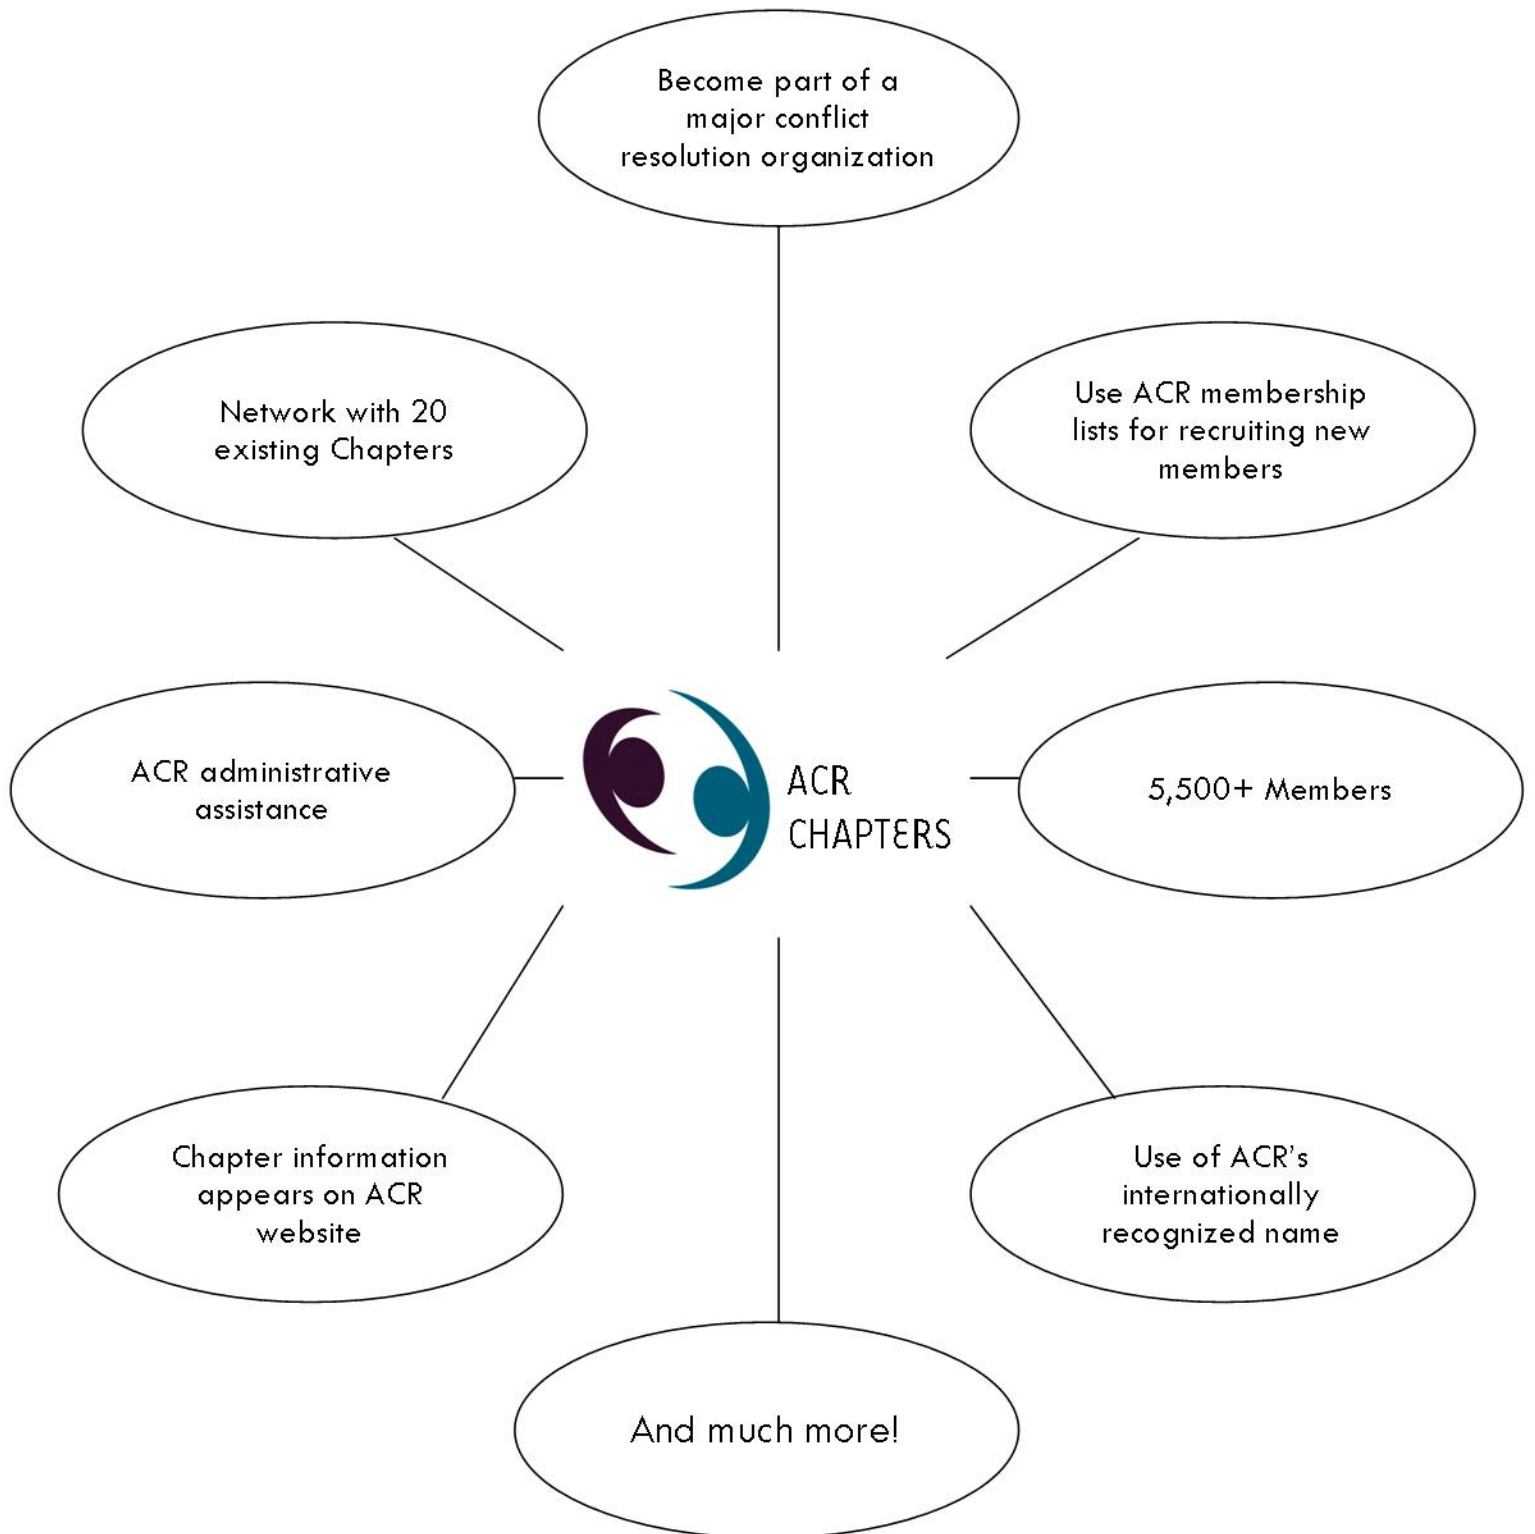 Become part of a
major conflict
resolution organization
Network with 20
existing Chapters
Use ACR membership
lists for recruiting new
members
ACR administrative
assistance
ACR
CHAPTERS
5,500+ Members
Chapter information
appears on ACR
website
Use of ACR's
internationally
recognized name
And much more!